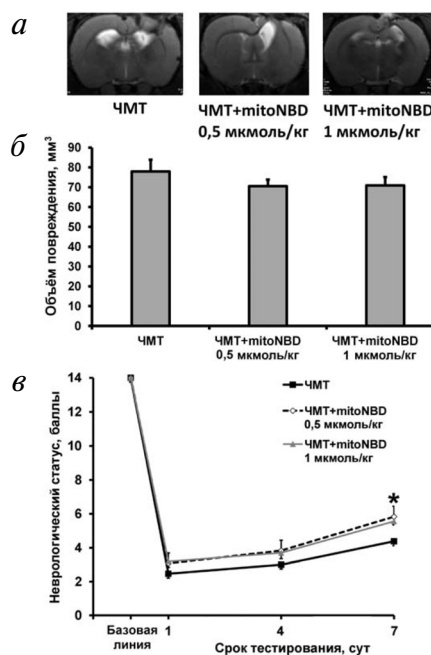 а
ЧМТ
ЧМТ+mitoNBD
0,5 мкмоль/кг
ЧМТ+mitoNBD
1 мкмоль/кг
б
Объём повреждения, мм³
90
80
70
60
50
40
30
20
10
0
ЧМТ
ЧМТ+mitoNBD
0,5 мкмоль/кг
ЧМТ+mitoNBD
1 мкмоль/кг
в
Неврологический статус, баллы
14
12
10
8
6
4
2
0
ЧМТ
ЧМТ+mitoNBD
0,5 мкмоль/кг
ЧМТ+mitoNBD
1 мкмоль/кг
*
Базовая
линия
1
4
7
Срок тестирования, сут